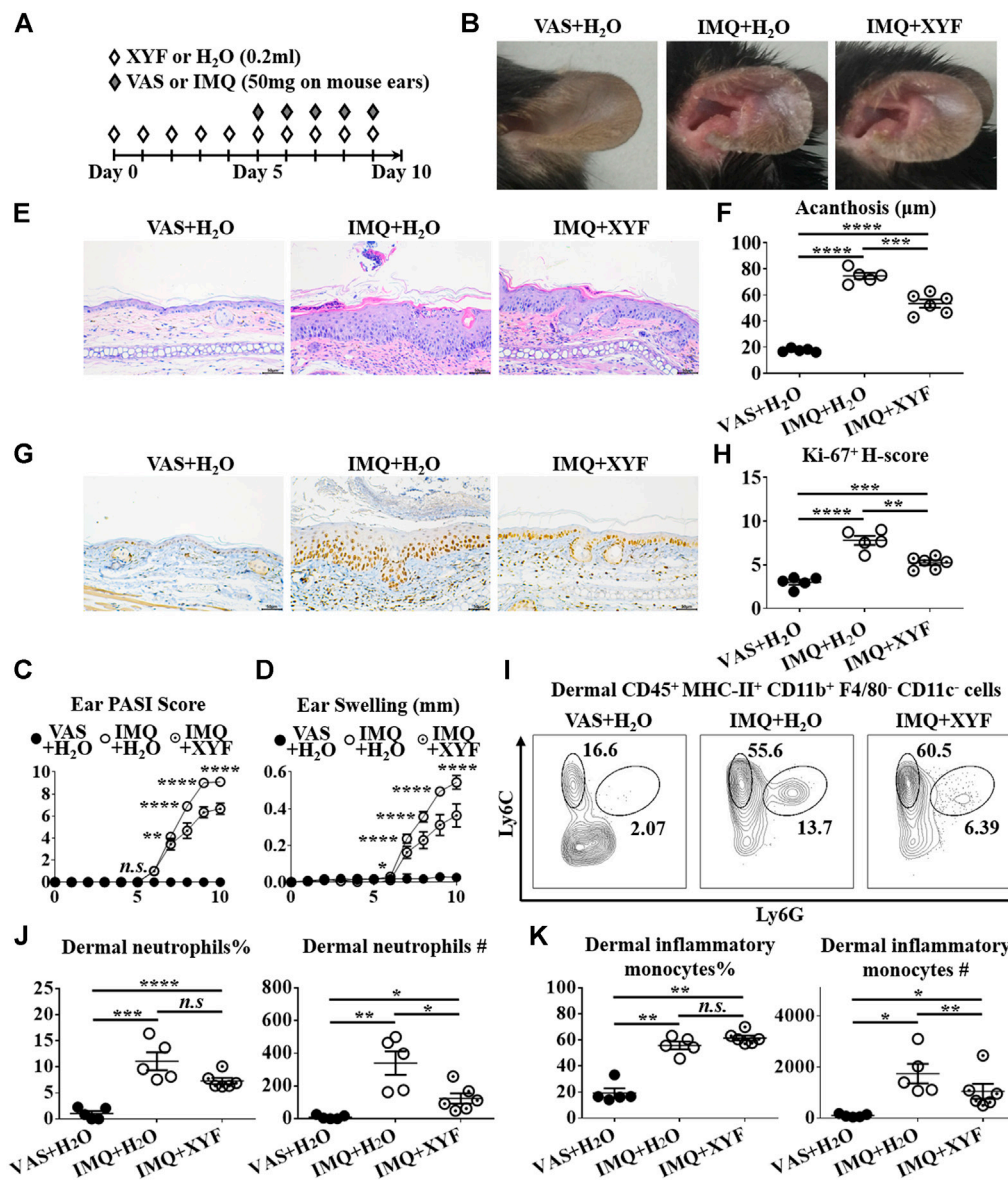 A
XYF or H₂O (0.2ml)
VAS or IMQ (50mg on mouse ears)
Day 0 Day 5 Day 10
B
VAS+H₂O IMQ+H₂O IMQ+XYF
E
VAS+H₂O IMQ+H₂O IMQ+XYF
F
Acanthosis (µm)
**** 
**** ***
100
80
60
40
20
0
VAS+H₂O IMQ+H₂O IMQ+XYF
G
VAS+H₂O IMQ+H₂O IMQ+XYF
H
Ki-67⁺ H-score
***
**** **
15
10
5
0
VAS+H₂O IMQ+H₂O IMQ+XYF
C
Ear PASI Score
VAS +H₂O IMQ +H₂O IMQ +XYF
10
8
6
4
2
0
n.s. ** **** **** ****
0 5 10
D
Ear Swelling (mm)
VAS +H₂O IMQ +H₂O IMQ +XYF
0.6
0.4
0.2
0.0
* **** **** **** ****
0 5 10
I
Dermal CD45⁺ MHC-II⁺ CD11b⁺ F4/80⁻ CD11c⁻ cells
VAS+H₂O IMQ+H₂O IMQ+XYF
16.6 55.6 60.5
2.07 13.7 6.39
Ly6C
Ly6G
J
Dermal neutrophils%
****
*** n.s
25
20
15
10
5
0
VAS+H₂O IMQ+H₂O IMQ+XYF
Dermal neutrophils #
*
** *
800
600
400
200
0
VAS+H₂O IMQ+H₂O IMQ+XYF
K
Dermal inflammatory
monocytes%
**
** n.s.
100
80
60
40
20
0
VAS+H₂O IMQ+H₂O IMQ+XYF
Dermal inflammatory
monocytes #
*
* **
4000
2000
0
VAS+H₂O IMQ+H₂O IMQ+XYF